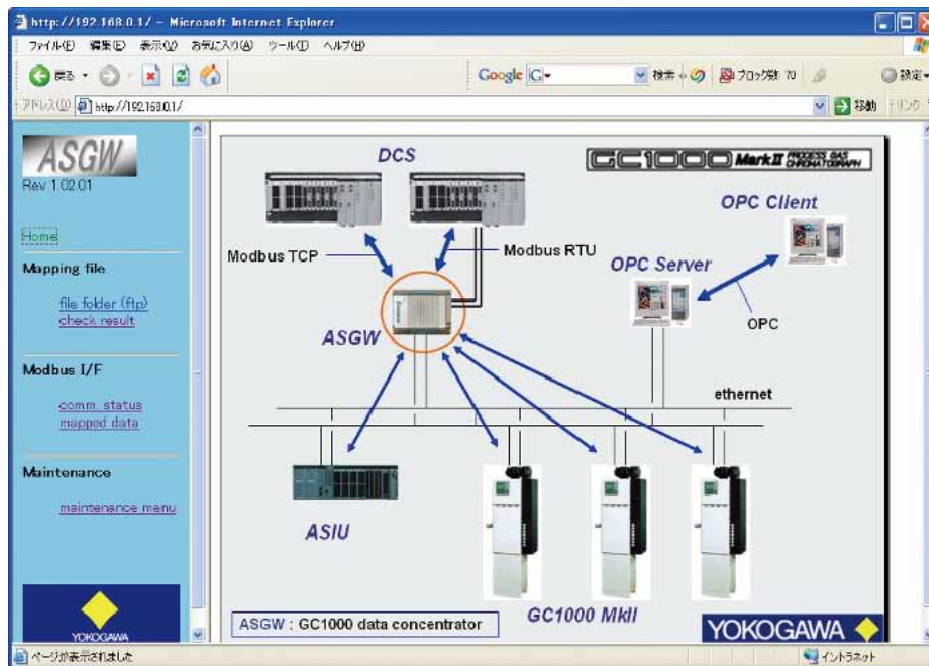 http://192.168.0.1/ - Microsoft Internet Explorer
ファイル(F) 編集(E) 表示(V) お気に入り(A) ツール(T) ヘルプ(H)
戻る
Google G 検索 ブロック数: 70 設定
アドレス(D) http://192.168.0.1/ 移動 リンク
ASGW
Rev 1.02.01
Home
Mapping file
file folder (ftp)
check result
Modbus I/F
comm. status
mapped data
Maintenance
maintenance menu
YOKOGAWA
GC1000 Mark II PROCESS GAS CHROMATOGRAPH
DCS
OPC Client
Modbus TCP
Modbus RTU
OPC Server
ASGW
OPC
ethernet
ASIU
GC1000 MkII
ASGW : GC1000 data concentrator
YOKOGAWA
ページが表示されました
イントラネット